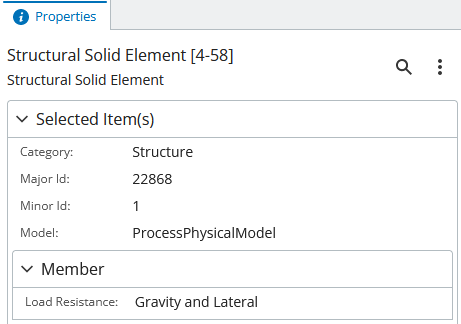 Properties
Structural Solid Element [4-58]
Structural Solid Element
Selected Item(s)
Category: Structure
Major Id: 22868
Minor Id: 1
Model: ProcessPhysicalModel
Member
Load Resistance: Gravity and Lateral